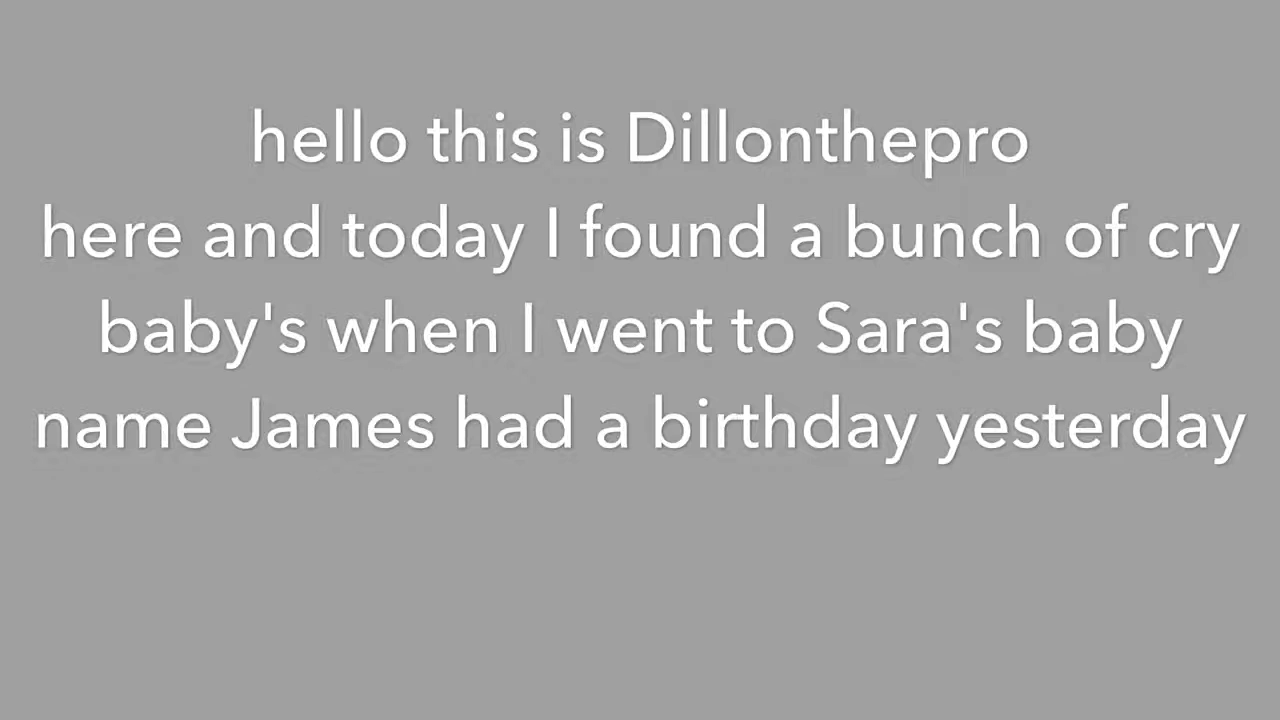 hello this is Dillonthepro
here and today I found a bunch of cry
baby's when I went to Sara's baby
name James had a birthday yesterday